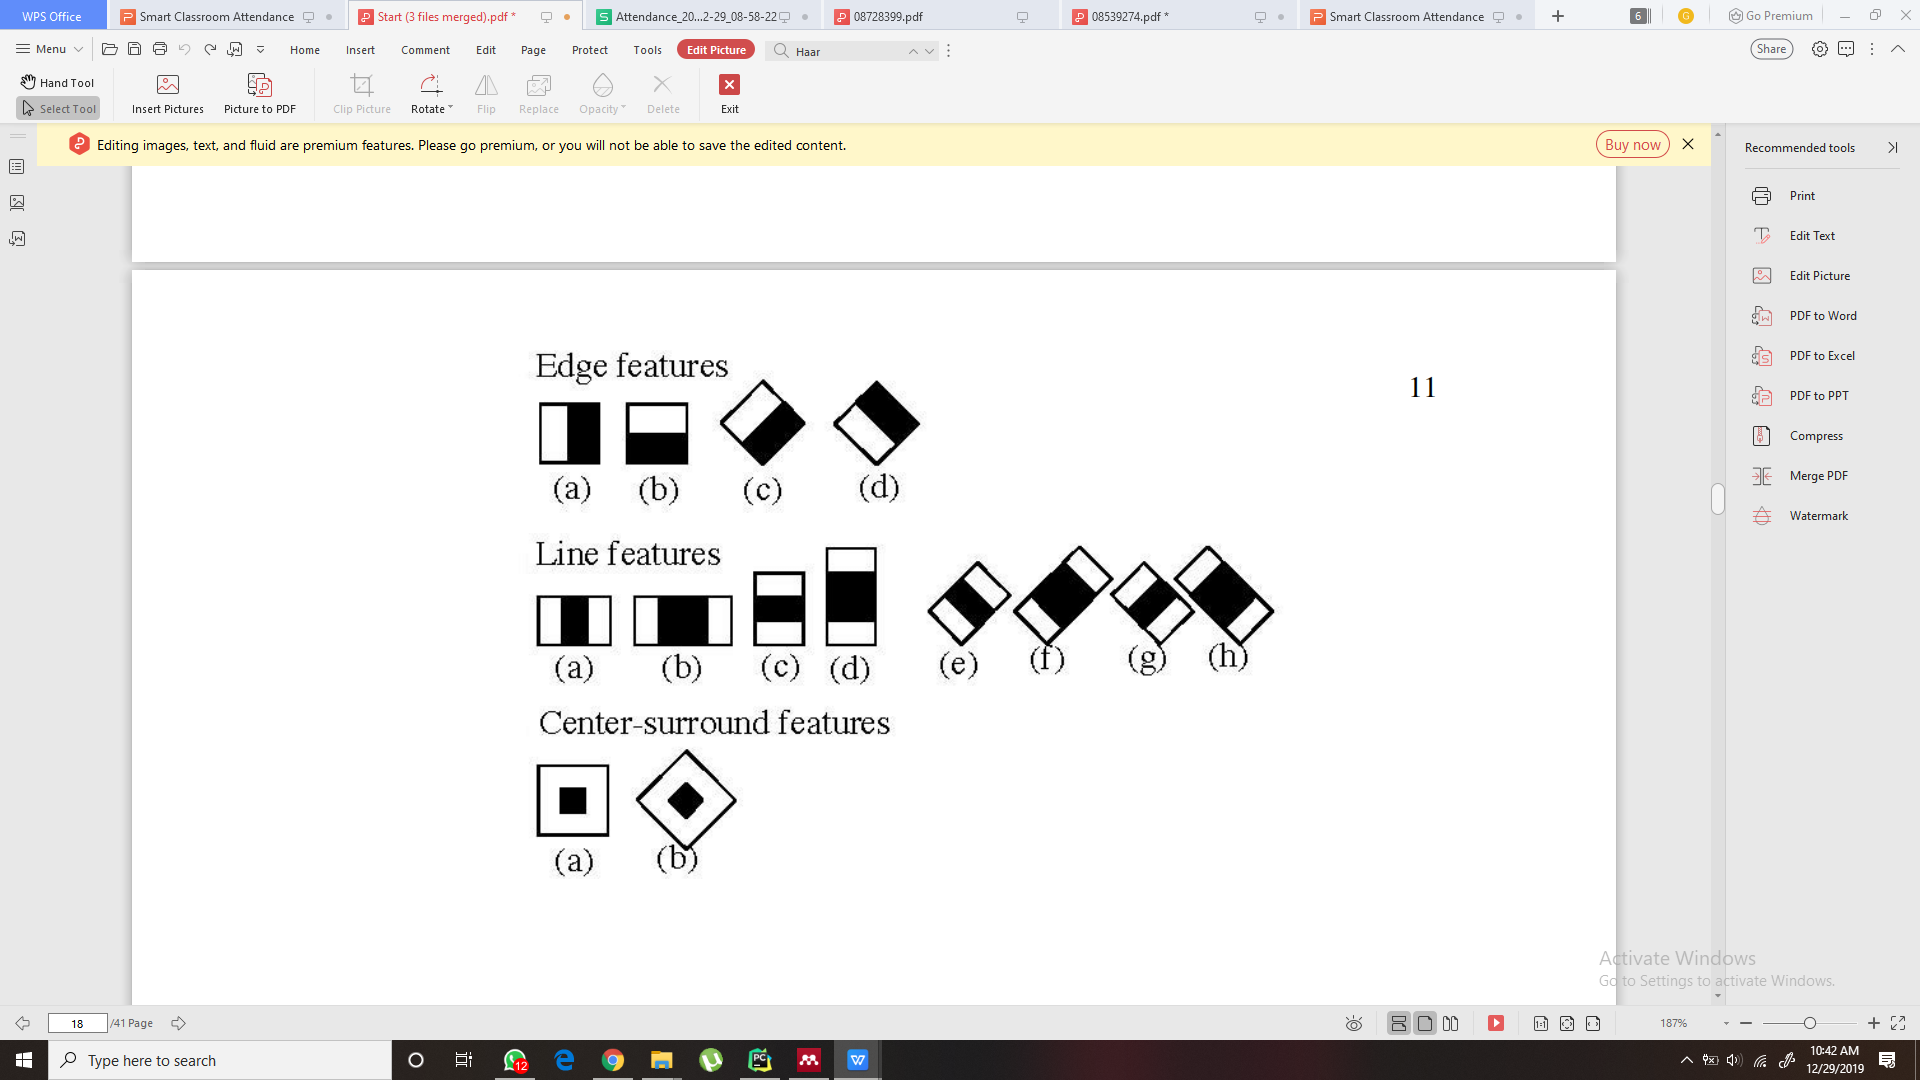 WPS Office
Smart Classroom Attendance
Start (3 files merged).pdf *
Attendance_20...2-29_08-58-22
08728399.pdf
08539274.pdf *
Smart Classroom Attendance
6
G
Go Premium
Menu
Home
Insert
Comment
Edit
Page
Protect
Tools
Edit Picture
Haar
Share
Hand Tool
Select Tool
Insert Pictures
Picture to PDF
Clip Picture
Rotate
Flip
Replace
Opacity
Delete
Exit
Editing images, text, and fluid are premium features. Please go premium, or you will not be able to save the edited content.
Buy now
Recommended tools
Print
Edit Text
Edit Picture
PDF to Word
PDF to Excel
PDF to PPT
Compress
Merge PDF
Watermark
11
Edge features
(a) (b) (c) (d)
Line features
(a) (b) (c) (d) (e) (f) (g) (h)
Center-surround features
(a) (b)
Activate Windows
Go to Settings to activate Windows.
18 /41 Page
1:1
187%
Type here to search
12
PC
10:42 AM
12/29/2019